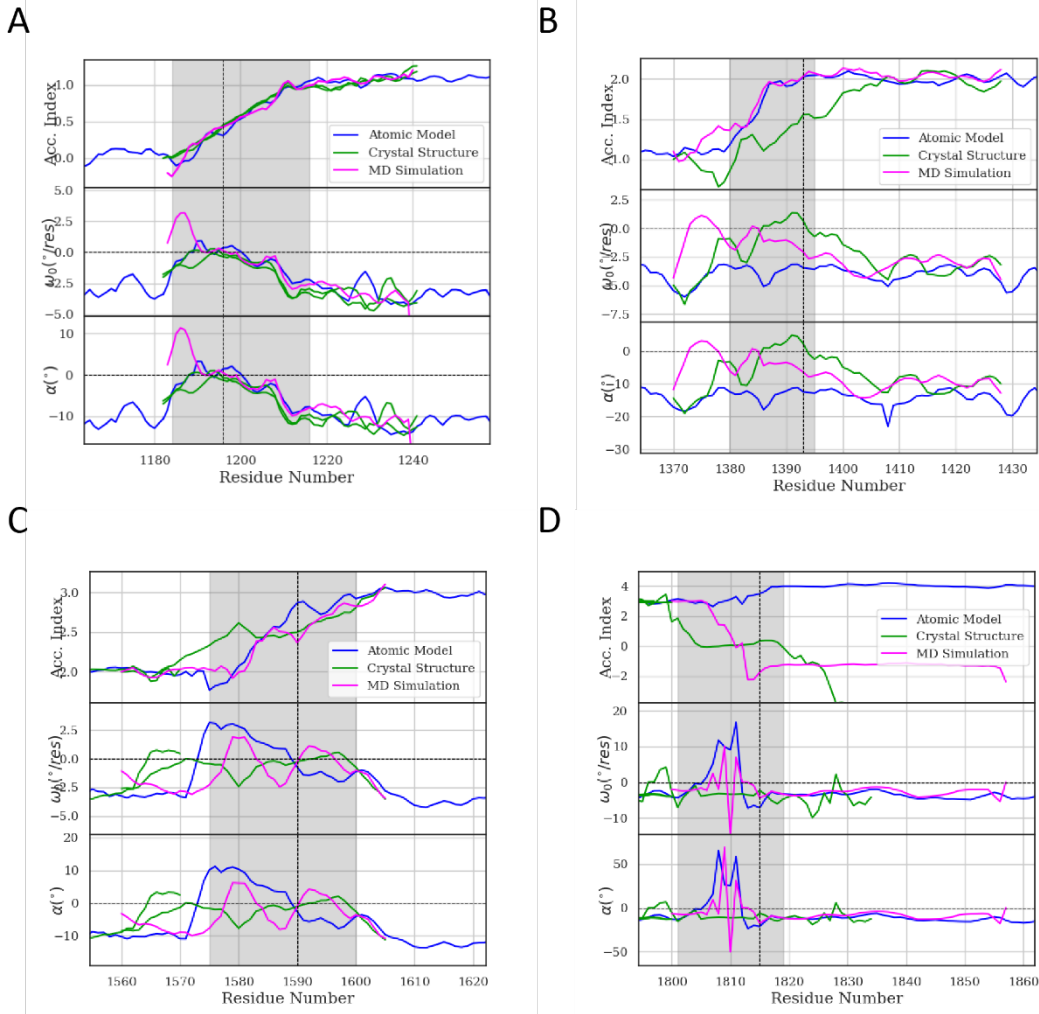 A
B
1.0
0.5
0.0
Acc. Index
Atomic Model
Crystal Structure
MD Simulation
5.0
2.5
0.0
−2.5
−5.0
ω₀(°/res)
10
0
−10
α(°)
1180 1200 1220 1240
Residue Number
2.0
1.5
1.0
Acc. Index
Atomic Model
Crystal Structure
MD Simulation
0.0
−2.5
−5.0
−7.5
ω₀(°/res)
0
−10
−20
−30
1370 1380 1390 1400 1410 1420 1430
Residue Number
C
D
3.0
2.5
2.0
Acc. Index
Atomic Model
Crystal Structure
MD Simulation
2.5
0.0
−2.5
−5.0
20
10
0
−10
α(°)
1560 1570 1580 1590 1600 1610 1620
Residue Number
4
2
0
−2
Acc. Index
Atomic Model
Crystal Structure
MD Simulation
20
10
0
−10
ω₀(°/res)
50
0
−50
α(°)
1800 1810 1820 1830 1840 1850 1860
Residue Number